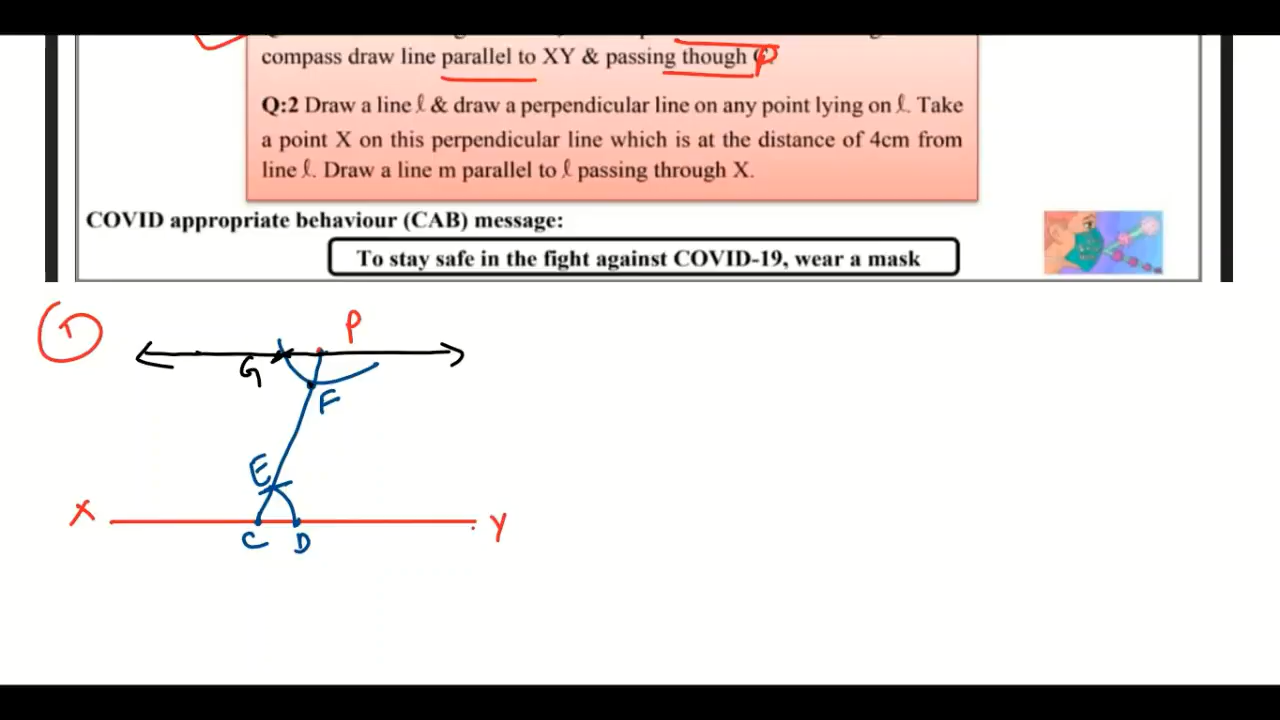 compass draw line parallel to XY & passing though P
Q:2 Draw a line ℓ & draw a perpendicular line on any point lying on ℓ. Take
a point X on this perpendicular line which is at the distance of 4cm from
line ℓ. Draw a line m parallel to ℓ passing through X.
COVID appropriate behaviour (CAB) message:
To stay safe in the fight against COVID-19, wear a mask
1
P
G
F
E
X
Y
C D